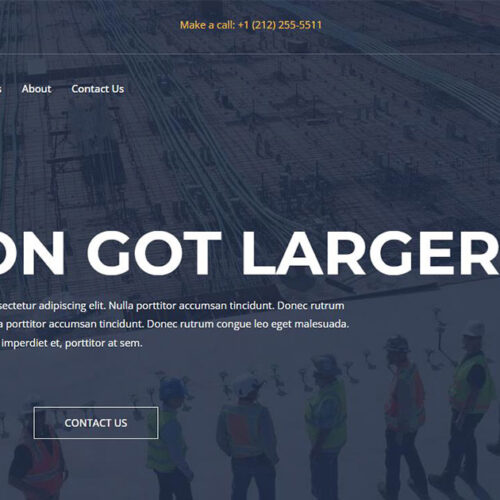 Make a call: +1 (212) 255-5511
About Contact Us
ON GOT LARGER
adipiscing elit. Nulla porttitor accumsan tincidunt. Donec rutrum
porttitor accumsan tincidunt. Donec rutrum congue leo eget malesuada.
imperdiet et, porttitor at sem.
CONTACT US